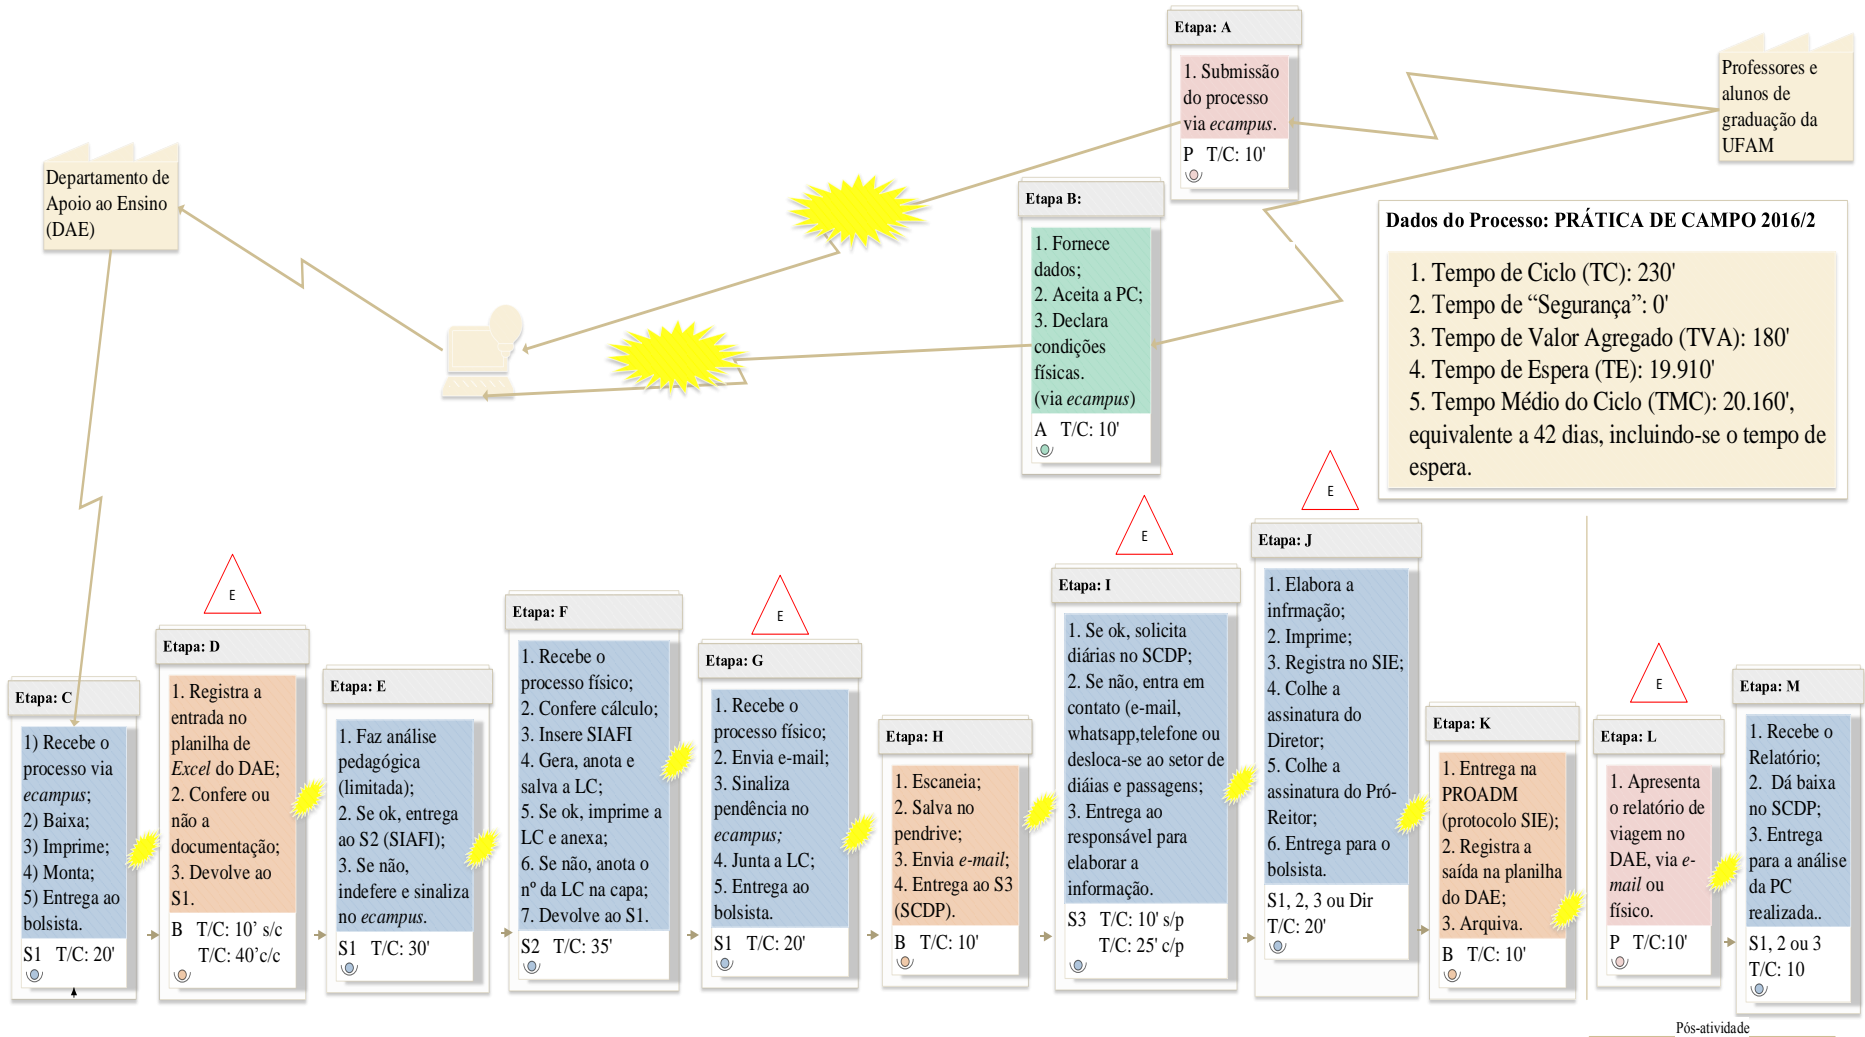 Etapa: A
1. Submissão
do processo
via ecampus.
P T/C: 10'
Professores e
alunos de
graduação da
UFAM
Departamento de
Apoio ao Ensino
(DAE)
Etapa B:
1. Fornece
dados;
2. Aceita a PC;
3. Declara
condições
físicas.
(via ecampus)
A T/C: 10'
Dados do Processo: PRÁTICA DE CAMPO 2016/2
1. Tempo de Ciclo (TC): 230'
2. Tempo de “Segurança”: 0'
3. Tempo de Valor Agregado (TVA): 180'
4. Tempo de Espera (TE): 19.910'
5. Tempo Médio do Ciclo (TMC): 20.160',
equivalente a 42 dias, incluindo-se o tempo de
espera.
Etapa: C
1) Recebe o
processo via
ecampus;
2) Baixa;
3) Imprime;
4) Monta;
5) Entrega ao
bolsista.
S1 T/C: 20'
E
Etapa: D
1. Registra a
entrada no
planilha de
Excel do DAE;
2. Confere ou
não a
documentação;
3. Devolve ao
S1.
B T/C: 10’ s/c
T/C: 40’c/c
Etapa: E
1. Faz análise
pedagógica
(limitada);
2. Se ok, entrega
ao S2 (SIAFI);
3. Se não,
indefere e sinaliza
no ecampus.
S1 T/C: 30'
Etapa: F
1. Recebe o
processo físico;
2. Confere cálculo;
3. Insere SIAFI
4. Gera, anota e
salva a LC;
5. Se ok, imprime a
LC e anexa;
6. Se não, anota o
nº da LC na capa;
7. Devolve ao S1.
S2 T/C: 35'
E
Etapa: G
1. Recebe o
processo físico;
2. Envia e-mail;
3. Sinaliza
pendência no
ecampus;
4. Junta a LC;
5. Entrega ao
bolsista.
S1 T/C: 20'
Etapa: H
1. Escaneia;
2. Salva no
pendrive;
3. Envia e-mail;
4. Entrega ao S3
(SCDP).
B T/C: 10'
E
Etapa: I
1. Se ok, solicita
diárias no SCDP;
2. Se não, entra em
contato (e-mail,
whatsapp,telefone ou
desloca-se ao setor de
diáias e passagens;
3. Entrega ao
responsável para
elaborar a
informação.
S3 T/C: 10' s/p
T/C: 25' c/p
E
Etapa: J
1. Elabora a
infrmação;
2. Imprime;
3. Registra no SIE;
4. Colhe a
assinatura do
Diretor;
5. Colhe a
assinatura do Pró-
Reitor;
6. Entrega para o
bolsista.
S1, 2, 3 ou Dir
T/C: 20'
Etapa: K
1. Entrega na
PROADM
(protocolo SIE);
2. Registra a
saída na planilha
do DAE;
3. Arquiva.
B T/C: 10'
E
Etapa: L
1. Apresenta
o relatório de
viagem no
DAE, via e-
mail ou
físico.
P T/C:10'
Etapa: M
1. Recebe o
Relatório;
2. Dá baixa
no SCDP;
3. Entrega
para a análise
da PC
realizada..
S1, 2 ou 3
T/C: 10
Pós-atividade